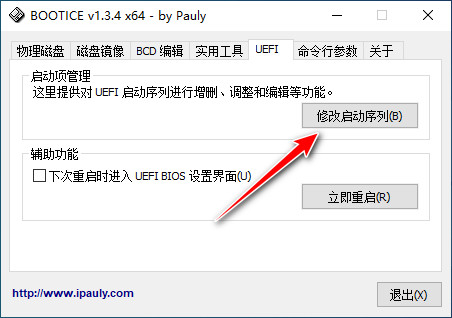 BOOTICE v1.3.4 x64 - by Pauly
物理磁盘 磁盘镜像 BCD 编辑 实用工具 UEFI 命令行参数 关于
启动项管理
这里提供对 UEFI 启动序列进行增删、调整和编辑等功能。
修改启动序列(B)
辅助功能
下次重启时进入 UEFI BIOS 设置界面(U)
立即重启(R)
http://www.ipauly.com
退出(X)